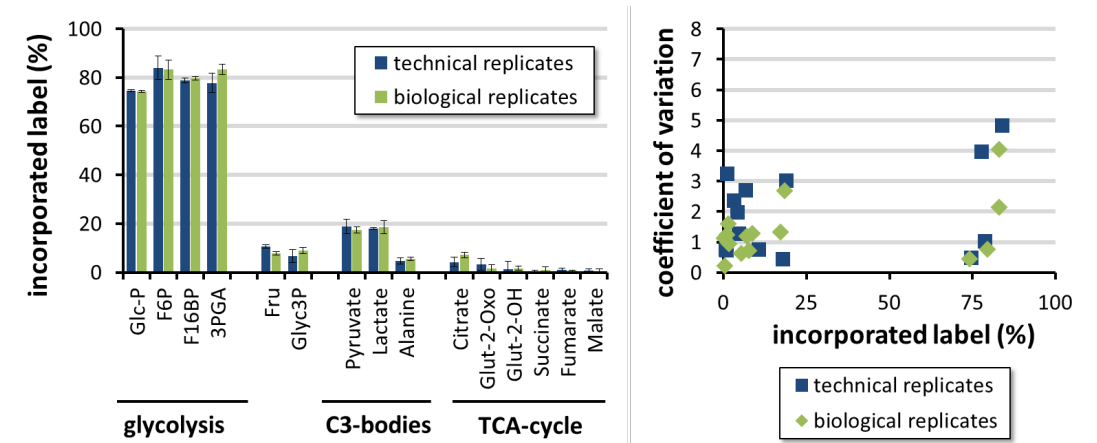 incorporated label (%)
100
80
60
40
20
0
technical replicates
biological replicates
Glc-P
F6P
F16BP
3PGA
Fru
Glyc3P
Pyruvate
Lactate
Alanine
Citrate
Glut-2-Oxo
Glut-2-OH
Succinate
Fumarate
Malate
glycolysis
C3-bodies
TCA-cycle
coefficient of variation
8
7
6
5
4
3
2
1
0
0 25 50 75 100
incorporated label (%)
technical replicates
biological replicates